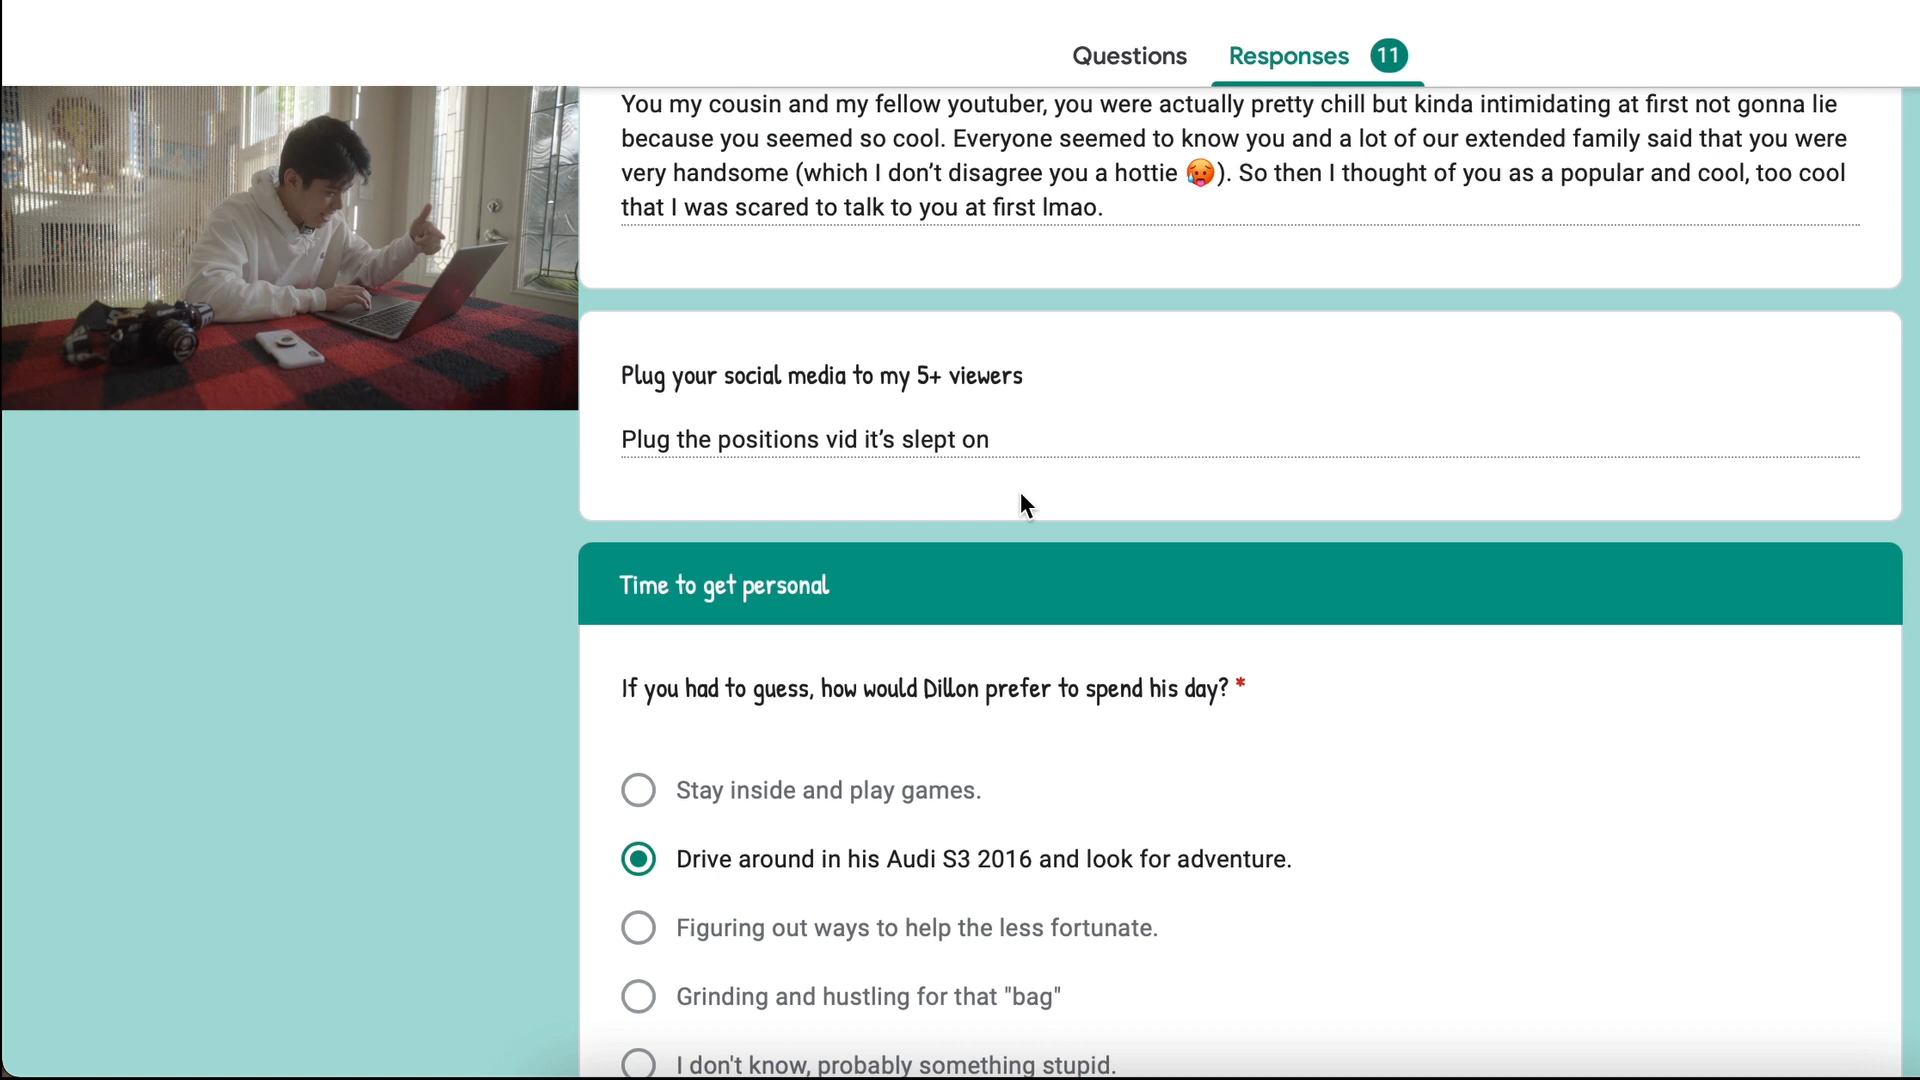 Questions Responses 11
You my cousin and my fellow youtuber, you were actually pretty chill but kinda intimidating at first not gonna lie
because you seemed so cool. Everyone seemed to know you and a lot of our extended family said that you were
very handsome (which I don’t disagree you a hottie 🥵). So then I thought of you as a popular and cool, too cool
that I was scared to talk to you at first lmao.
Plug your social media to my 5+ viewers
Plug the positions vid it’s slept on
Time to get personal
If you had to guess, how would Dillon prefer to spend his day? *
Stay inside and play games.
Drive around in his Audi S3 2016 and look for adventure.
Figuring out ways to help the less fortunate.
Grinding and hustling for that "bag"
I don't know, probably something stupid.